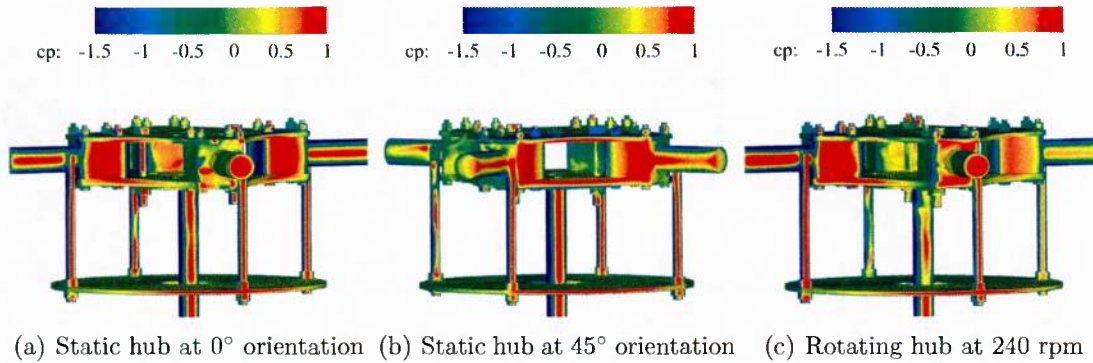 cp: -1.5 -1 -0.5 0 0.5 1
cp: -1.5 -1 -0.5 0 0.5 1
cp: -1.5 -1 -0.5 0 0.5 1
(a) Static hub at 0° orientation
(b) Static hub at 45° orientation
(c) Rotating hub at 240 rpm